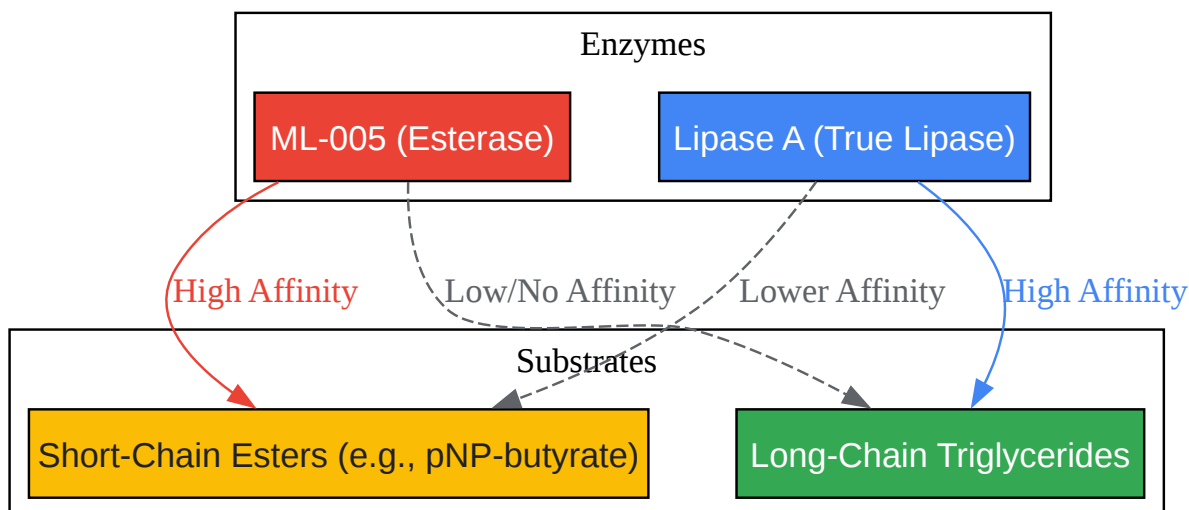 Enzymes
ML-005 (Esterase)
Lipase A (True Lipase)
High Affinity
Low/No Affinity
Lower Affinity
High Affinity
Substrates
Short-Chain Esters (e.g., pNP-butyrate)
Long-Chain Triglycerides